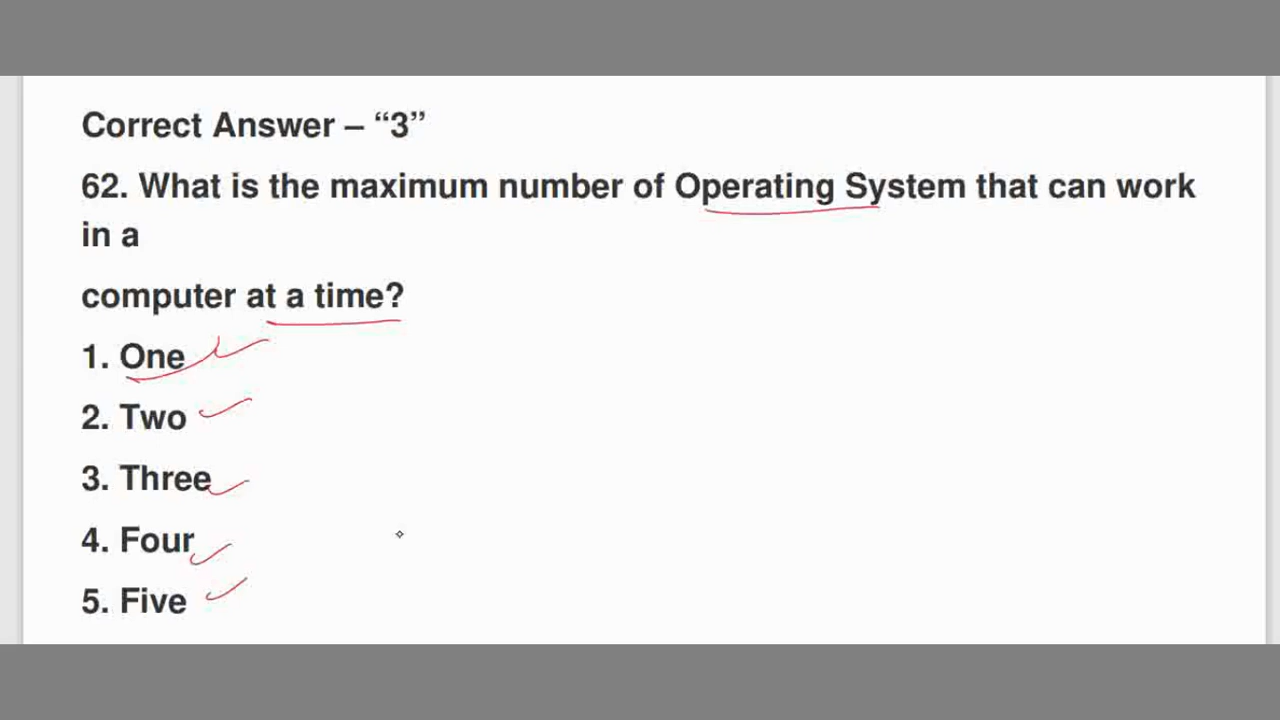 Correct Answer – “3”
62. What is the maximum number of Operating System that can work
in a
computer at a time?
1. One
2. Two
3. Three
4. Four
5. Five